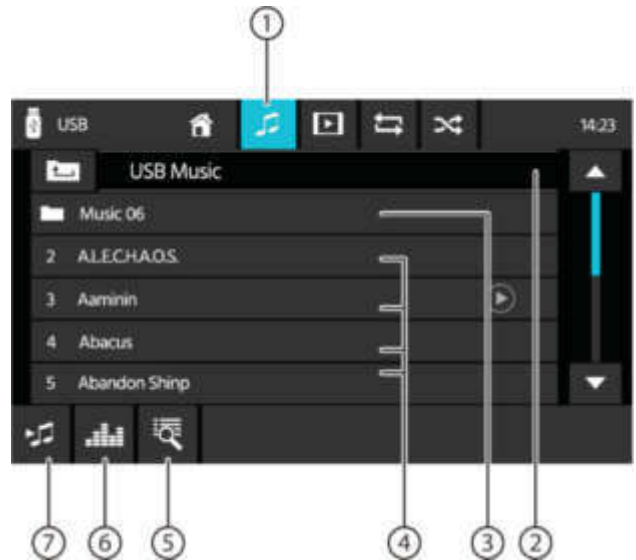 1
USB 14:23
USB Music
Music 06
2 A.L.E.C.H.A.O.S.
3 Aaminin
4 Abacus
5 Abandon Shinp
7 6 5 4 3 2